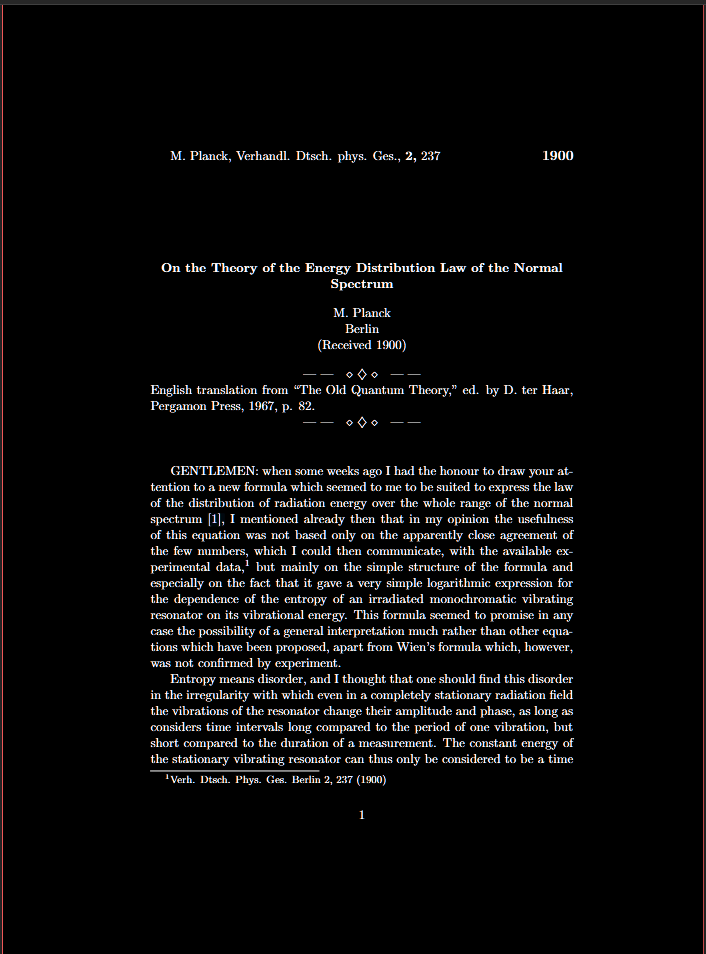 M. Planck, Verhandl. Dtsch. phys. Ges., 2, 237 1900
On the Theory of the Energy Distribution Law of the Normal
Spectrum
M. Planck
Berlin
(Received 1900)
English translation from “The Old Quantum Theory,” ed. by D. ter Haar,
Pergamon Press, 1967, p. 82.
GENTLEMEN: when some weeks ago I had the honour to draw your at-
tention to a new formula which seemed to me to be suited to express the law
of the distribution of radiation energy over the whole range of the normal
spectrum [1], I mentioned already then that in my opinion the usefulness
of this equation was not based only on the apparently close agreement of
the few numbers, which I could then communicate, with the available ex-
perimental data,¹ but mainly on the simple structure of the formula and
especially on the fact that it gave a very simple logarithmic expression for
the dependence of the entropy of an irradiated monochromatic vibrating
resonator on its vibrational energy. This formula seemed to promise in any
case the possibility of a general interpretation much rather than other equa-
tions which have been proposed, apart from Wien’s formula which, however,
was not confirmed by experiment.
Entropy means disorder, and I thought that one should find this disorder
in the irregularity with which even in a completely stationary radiation field
the vibrations of the resonator change their amplitude and phase, as long as
considers time intervals long compared to the period of one vibration, but
short compared to the duration of a measurement. The constant energy of
the stationary vibrating resonator can thus only be considered to be a time
¹Verh. Dtsch. Phys. Ges. Berlin 2, 237 (1900)
1